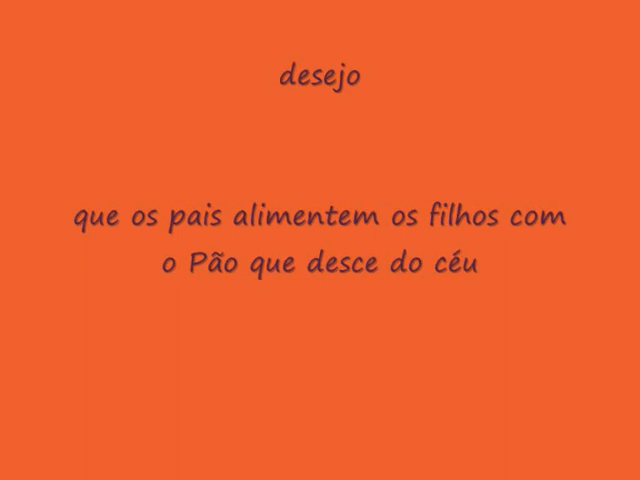 desejo
que os pais alimentem os filhos com
o Pão que desce do céu